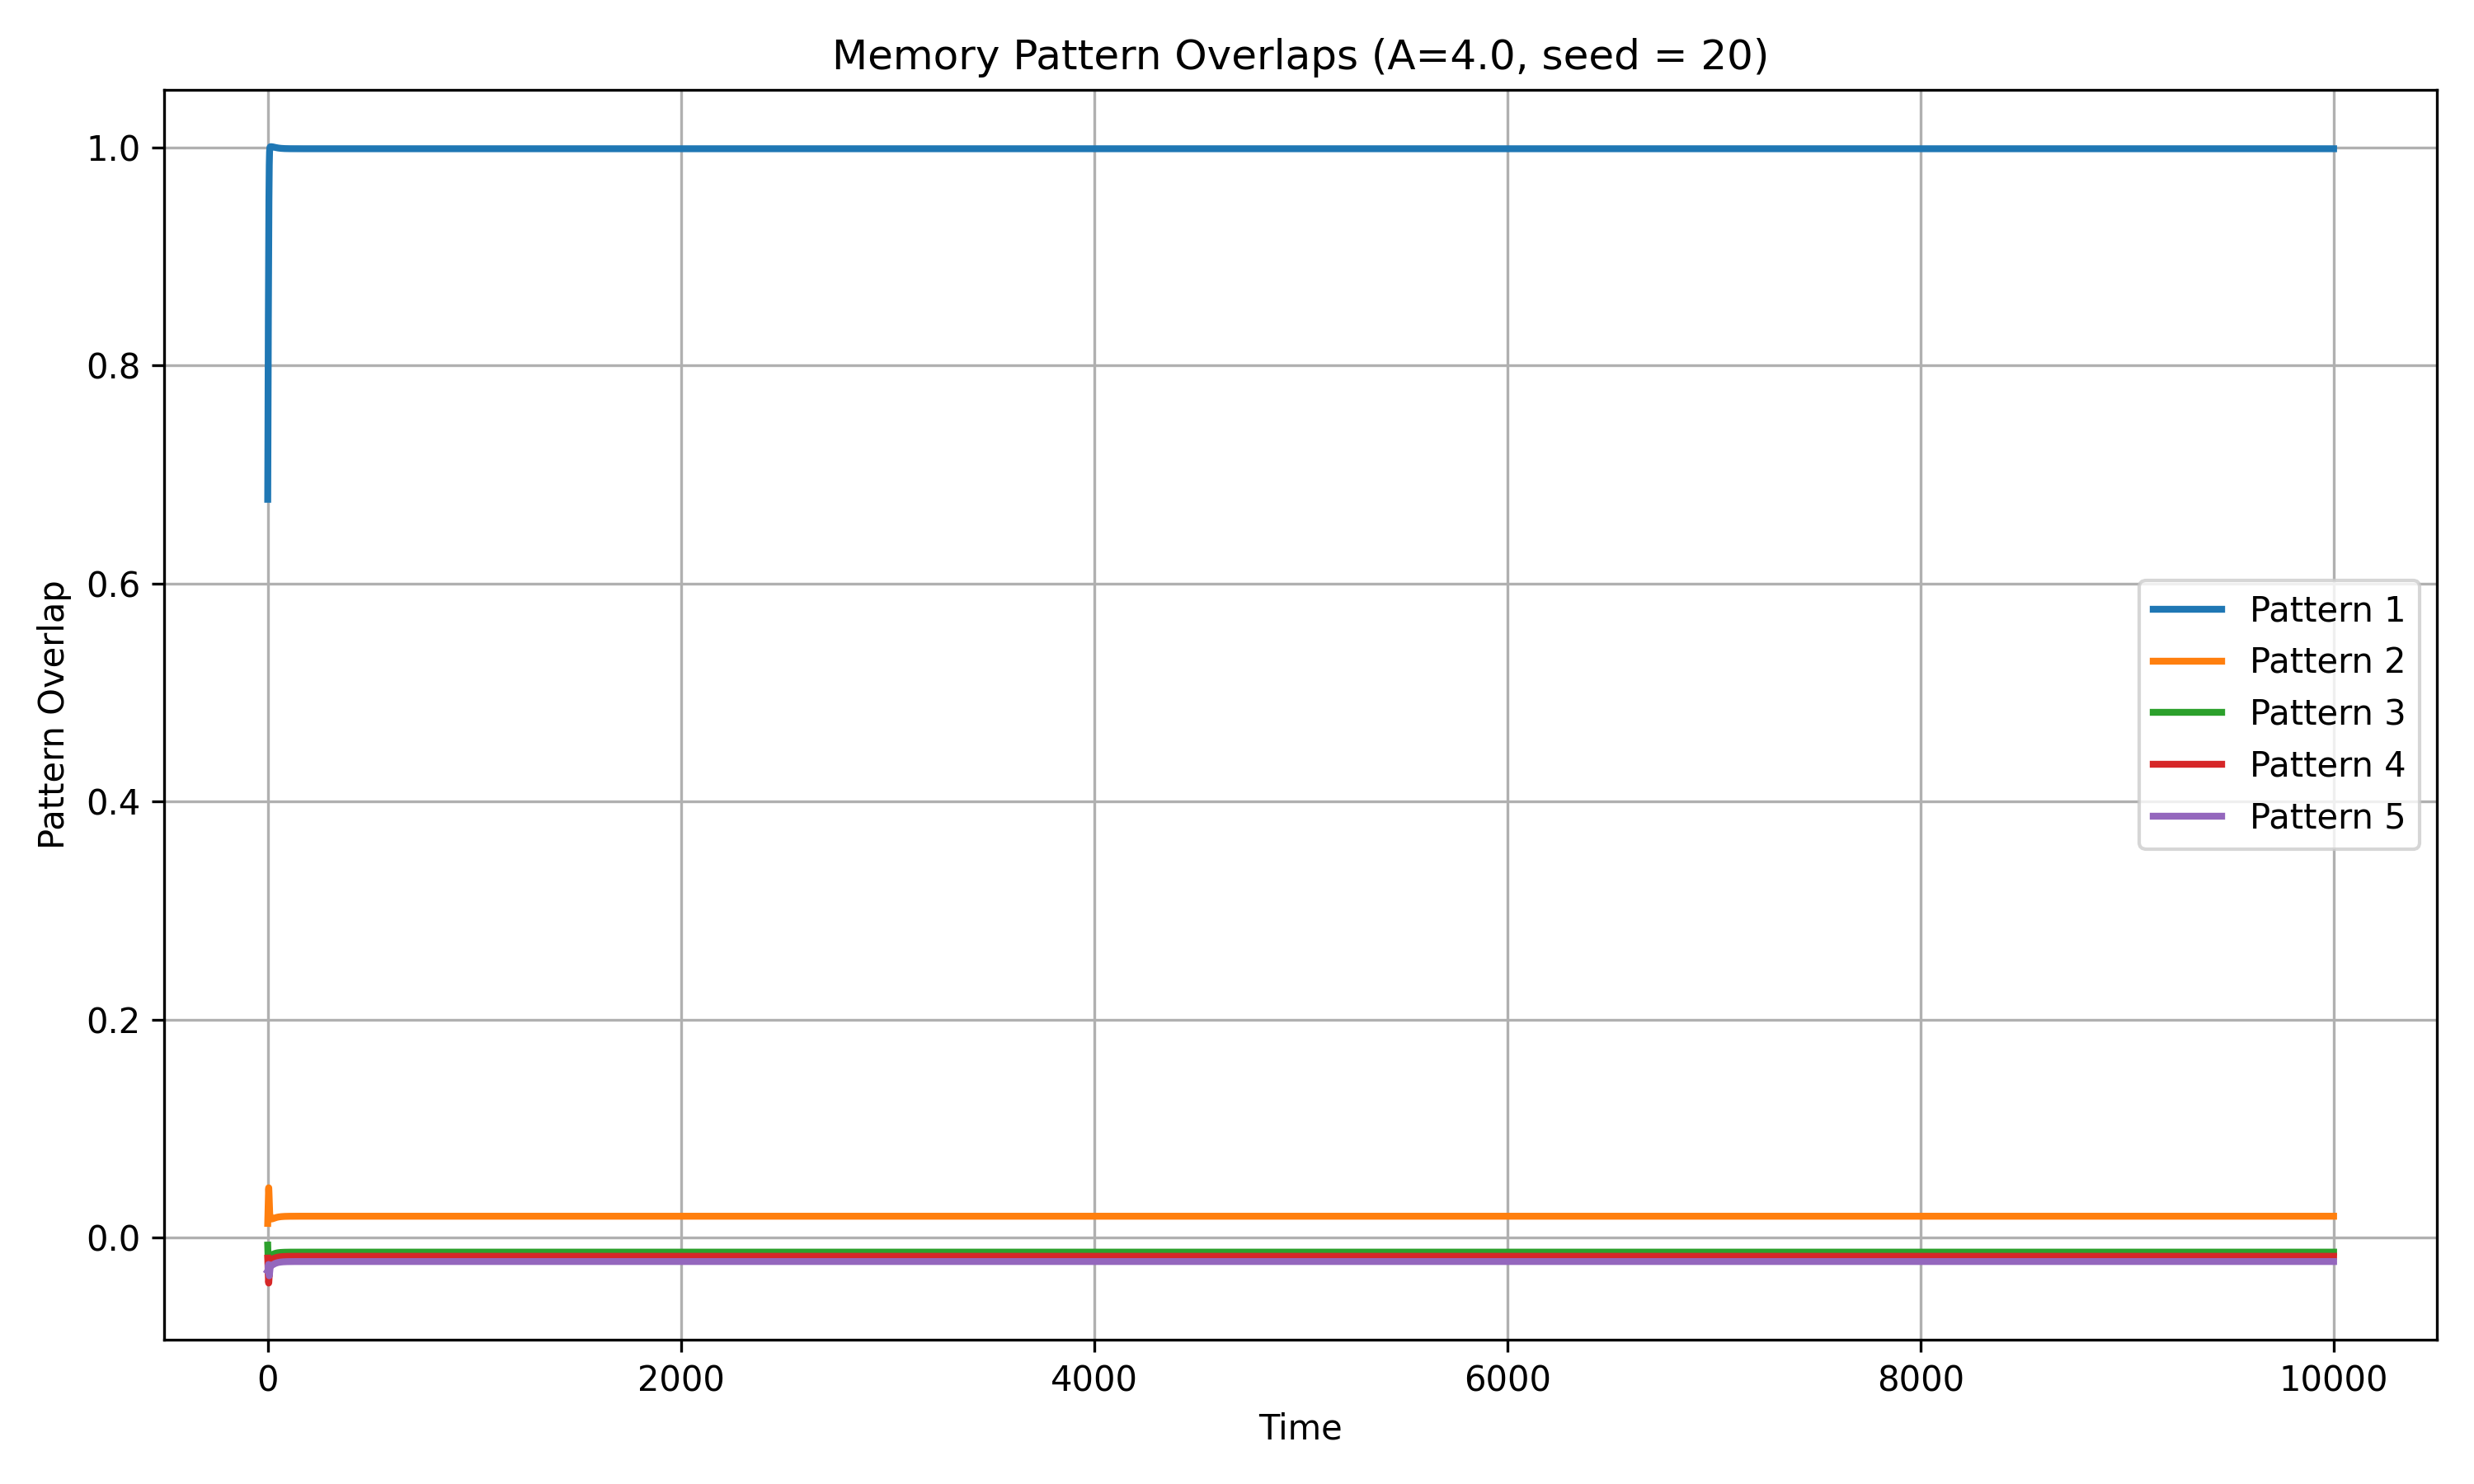 Memory Pattern Overlaps (A=4.0, seed = 20)
1.0
0.8
0.6
0.4
0.2
0.0
Pattern Overlap
Pattern 1
Pattern 2
Pattern 3
Pattern 4
Pattern 5
0 2000 4000 6000 8000 10000
Time